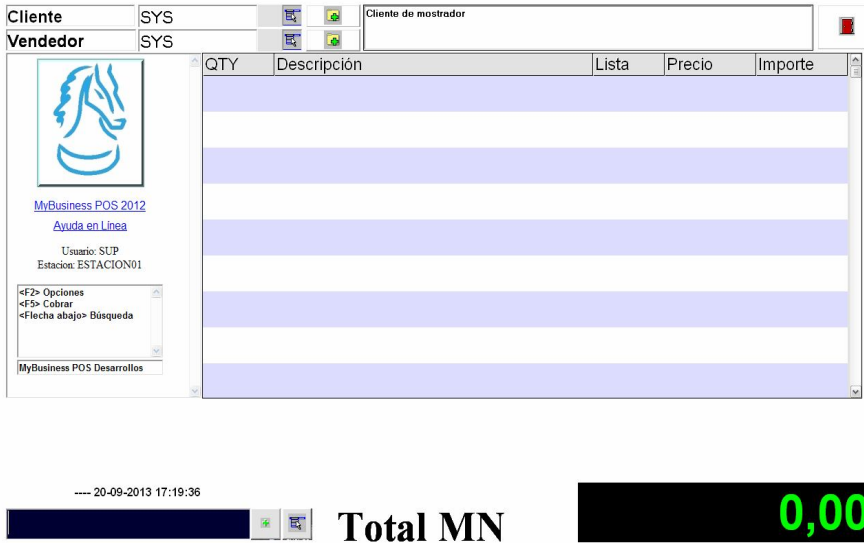 Cliente SYS Cliente de mostrador
Vendedor SYS
QTY Descripción Lista Precio Importe
MyBusiness POS 2012
Ayuda en Línea
Usuario: SUP
Estacion: ESTACION01
<F2> Opciones
<F5> Cobrar
<Flecha abajo> Búsqueda
MyBusiness POS Desarrollos
---- 20-09-2013 17:19:36
Total MN 0,00